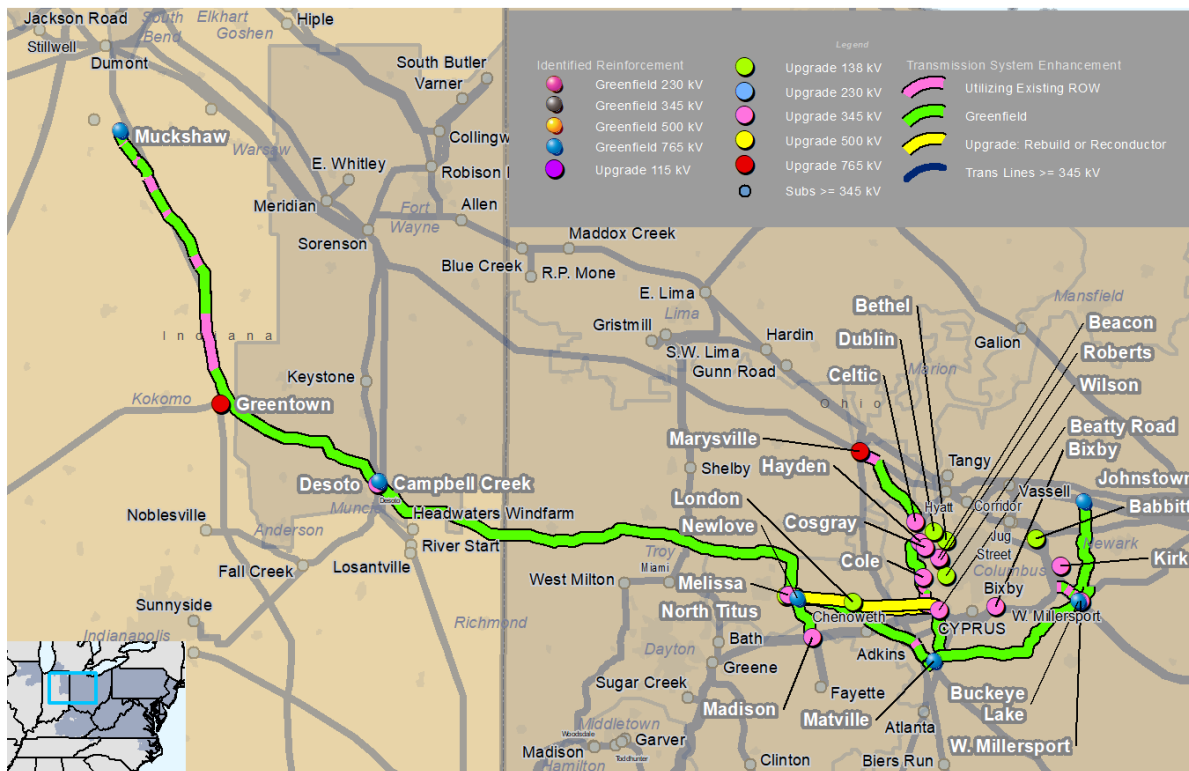 Jackson Road
South
Bend
Elkhart
Goshen
Hiple
Stillwell
Dumont
South Butler
Varner
Muckshaw
Warsaw
E. Whitley
Robison
Meridian
Fort
Wayne
Allen
Sorenson
Maddox Creek
Blue Creek
R.P. Mone
E. Lima
Lima
Mansfield
Gristmill
Hardin
Galion
S.W. Lima
Gunn Road
Marion
Legend
Identified Reinforcement
Greenfield 230 kV
Greenfield 345 kV
Greenfield 500 kV
Greenfield 765 kV
Upgrade 115 kV
Upgrade 138 kV
Upgrade 230 kV
Upgrade 345 kV
Upgrade 500 kV
Upgrade 765 kV
Subs >= 345 kV
Transmission System Enhancement
Utilizing Existing ROW
Greenfield
Upgrade: Rebuild or Reconductor
Trans Lines >= 345 kV
Indiana
Ohio
Keystone
Kokomo
Greentown
Desoto
Campbell Creek
Desoto
Muncie
Headwaters Windfarm
Noblesville
Anderson
River Start
Fall Creek
Losantville
Sunnyside
Indianapolis
Richmond
Bethel
Dublin
Celtic
Beacon
Roberts
Wilson
Beatty Road
Bixby
Marysville
Hayden
London
Newlove
Cosgray
Cole
Shelby
Tangy
Hyatt
Corridor
Vassell
Johnstown
Babbitt
Jug
Street
Newark
Columbus
Kirk
Troy
Miami
West Milton
Melissa
North Titus
Chenoweth
CYPRUS
Bixby
W. Millersport
Bath
Dayton
Greene
Adkins
Sugar Creek
Fayette
Madison
Matville
Atlanta
Buckeye
Lake
W. Millersport
Middletown
Woodsdale
Madison
Garver
Hamilton
Toddhunter
Clinton
Biers Run